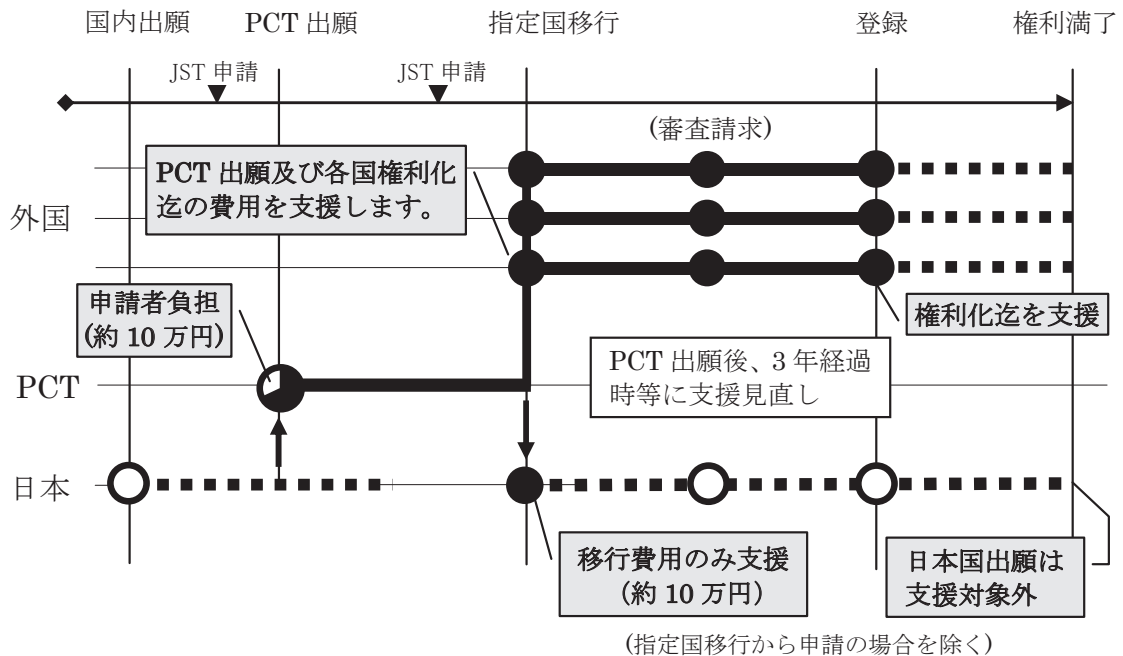 国内出願 PCT 出願 指定国移行 登録 権利満了
JST 申請 JST 申請
(審査請求)
PCT 出願及び各国権利化
迄の費用を支援します。
外国
申請者負担
(約 10 万円)
権利化迄を支援
PCT 出願後、3 年経過
時等に支援見直し
PCT
日本
移行費用のみ支援
(約 10 万円)
日本国出願は
支援対象外
(指定国移行から申請の場合を除く)